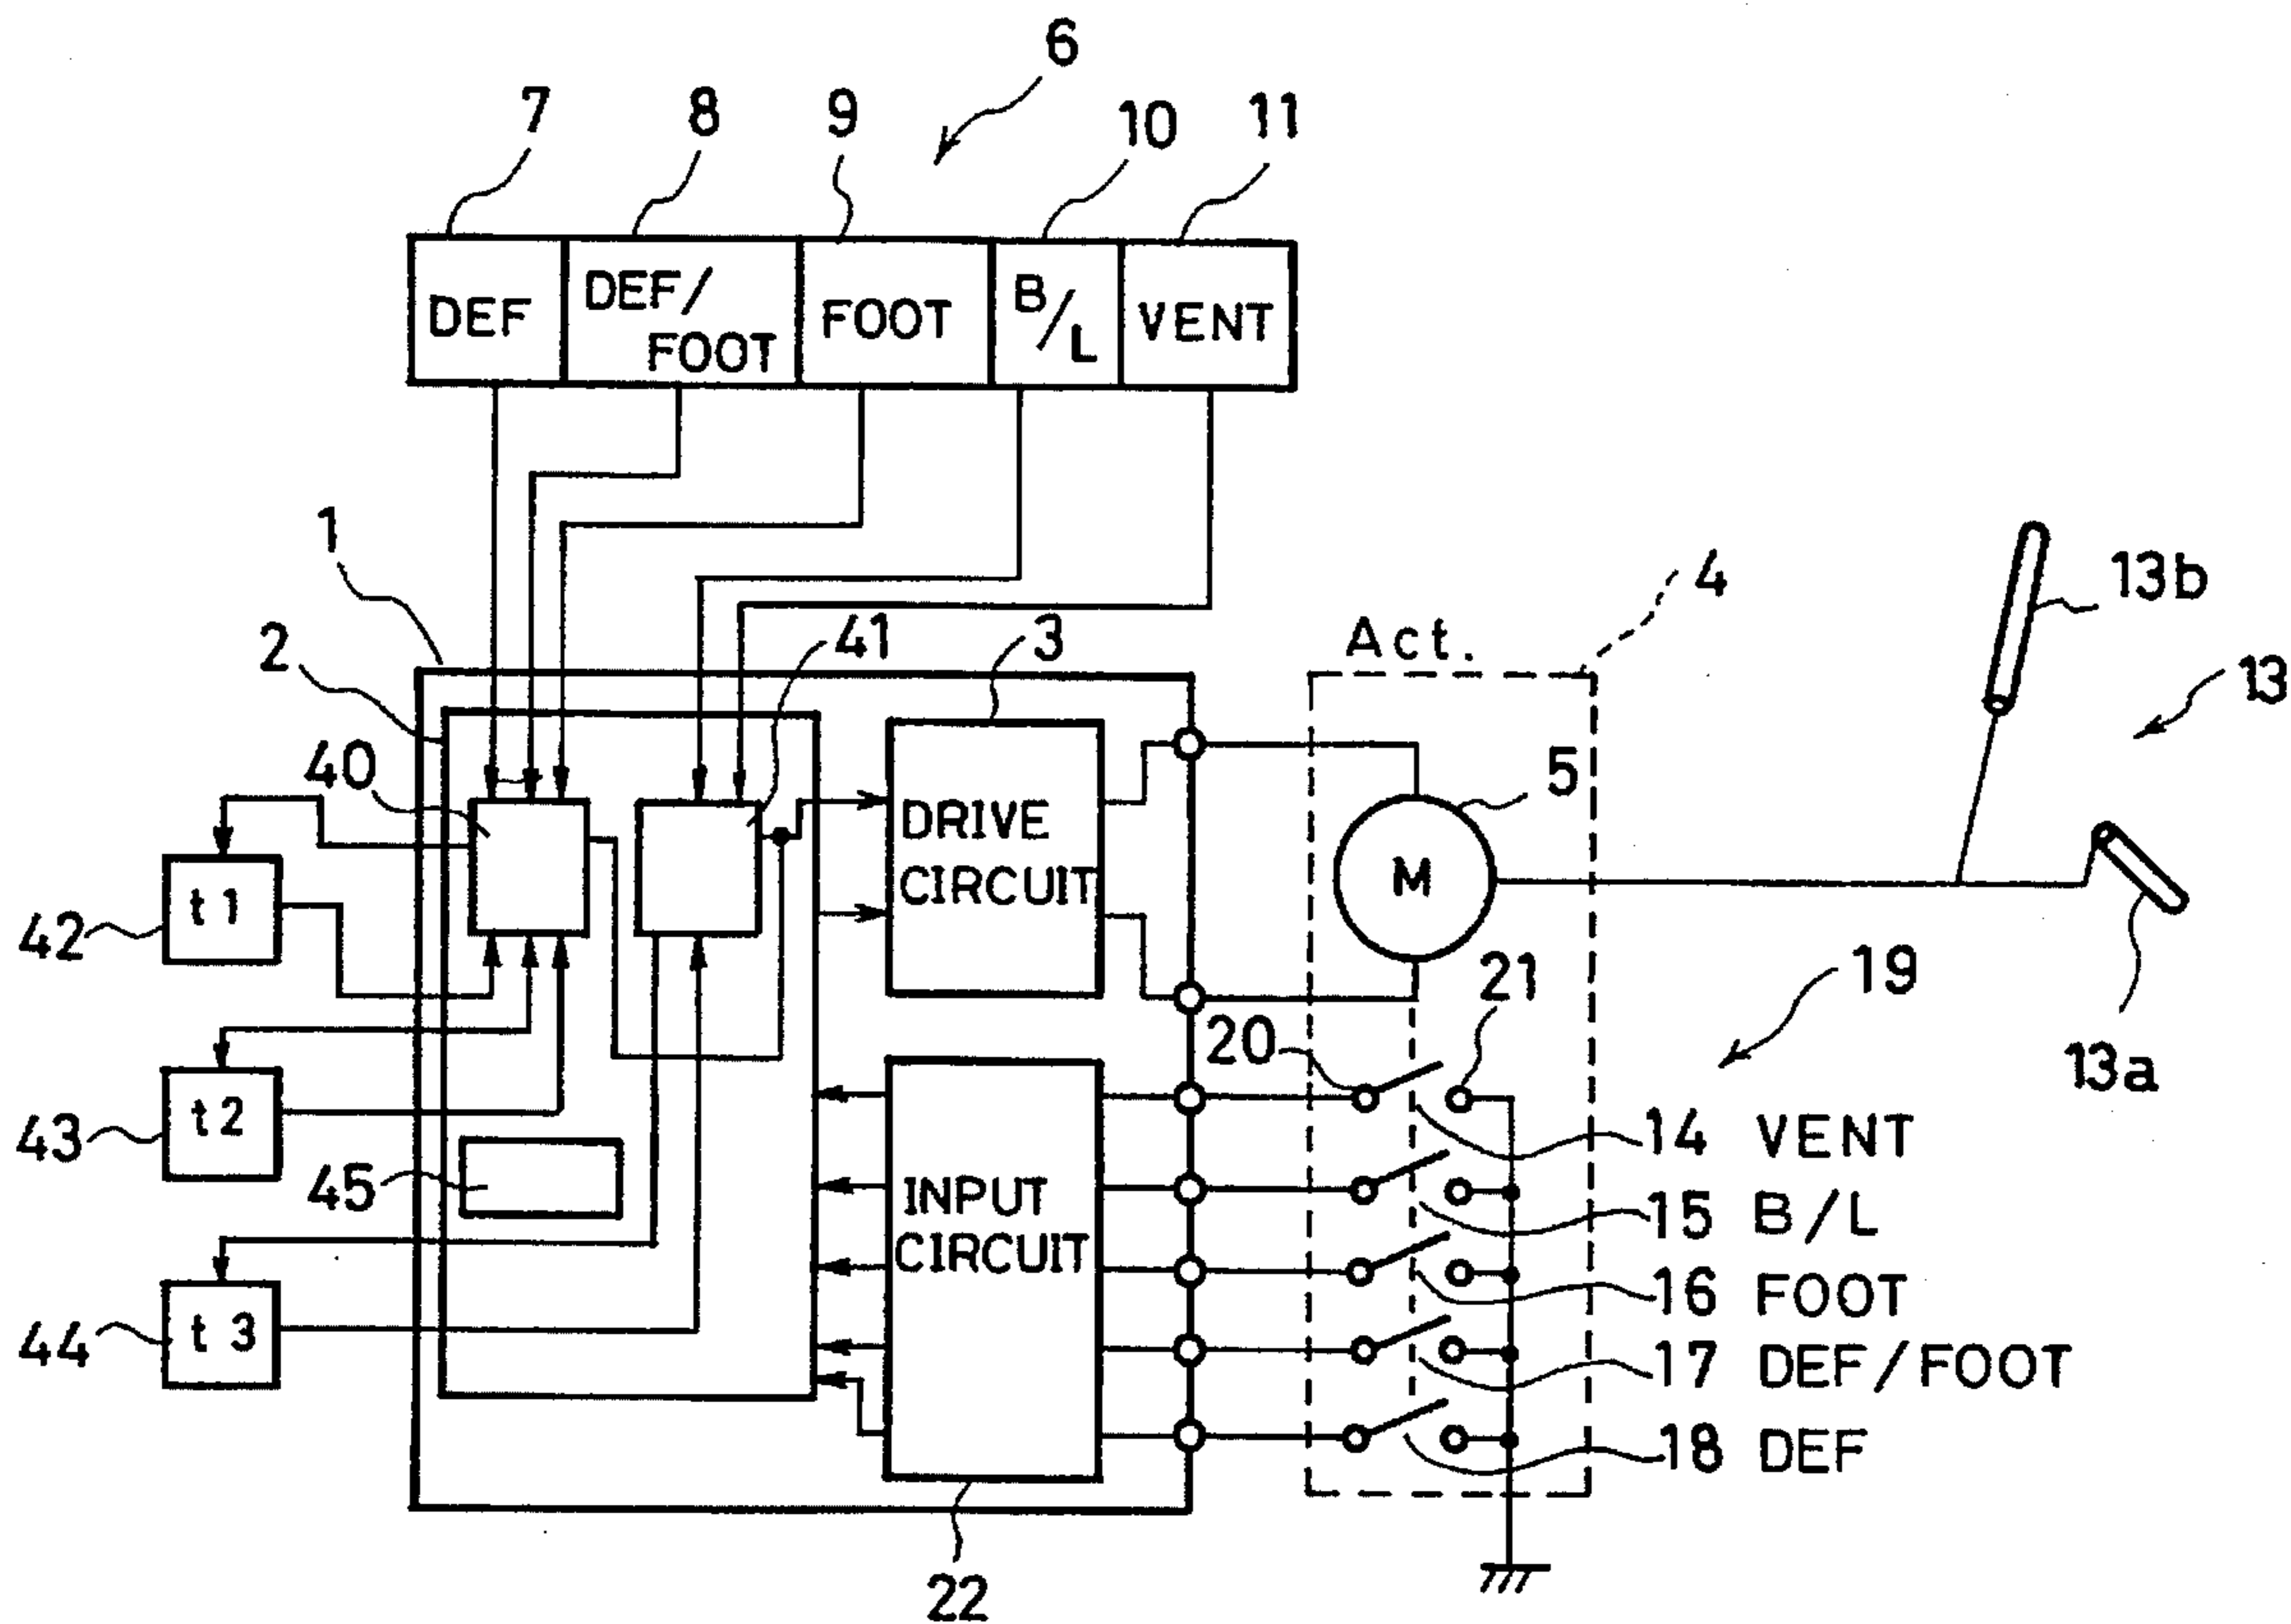 6
7 8 9 10 11
DEF DEF/FOOT FOOT B/L VENT
1
2
41
3
Act.
4
13b
13
40
5
DRIVE CIRCUIT
M
t1
42
21
19
20
13a
t2
43
14 VENT
45
INPUT CIRCUIT
15 B/L
16 FOOT
t3
44
17 DEF/FOOT
18 DEF
22